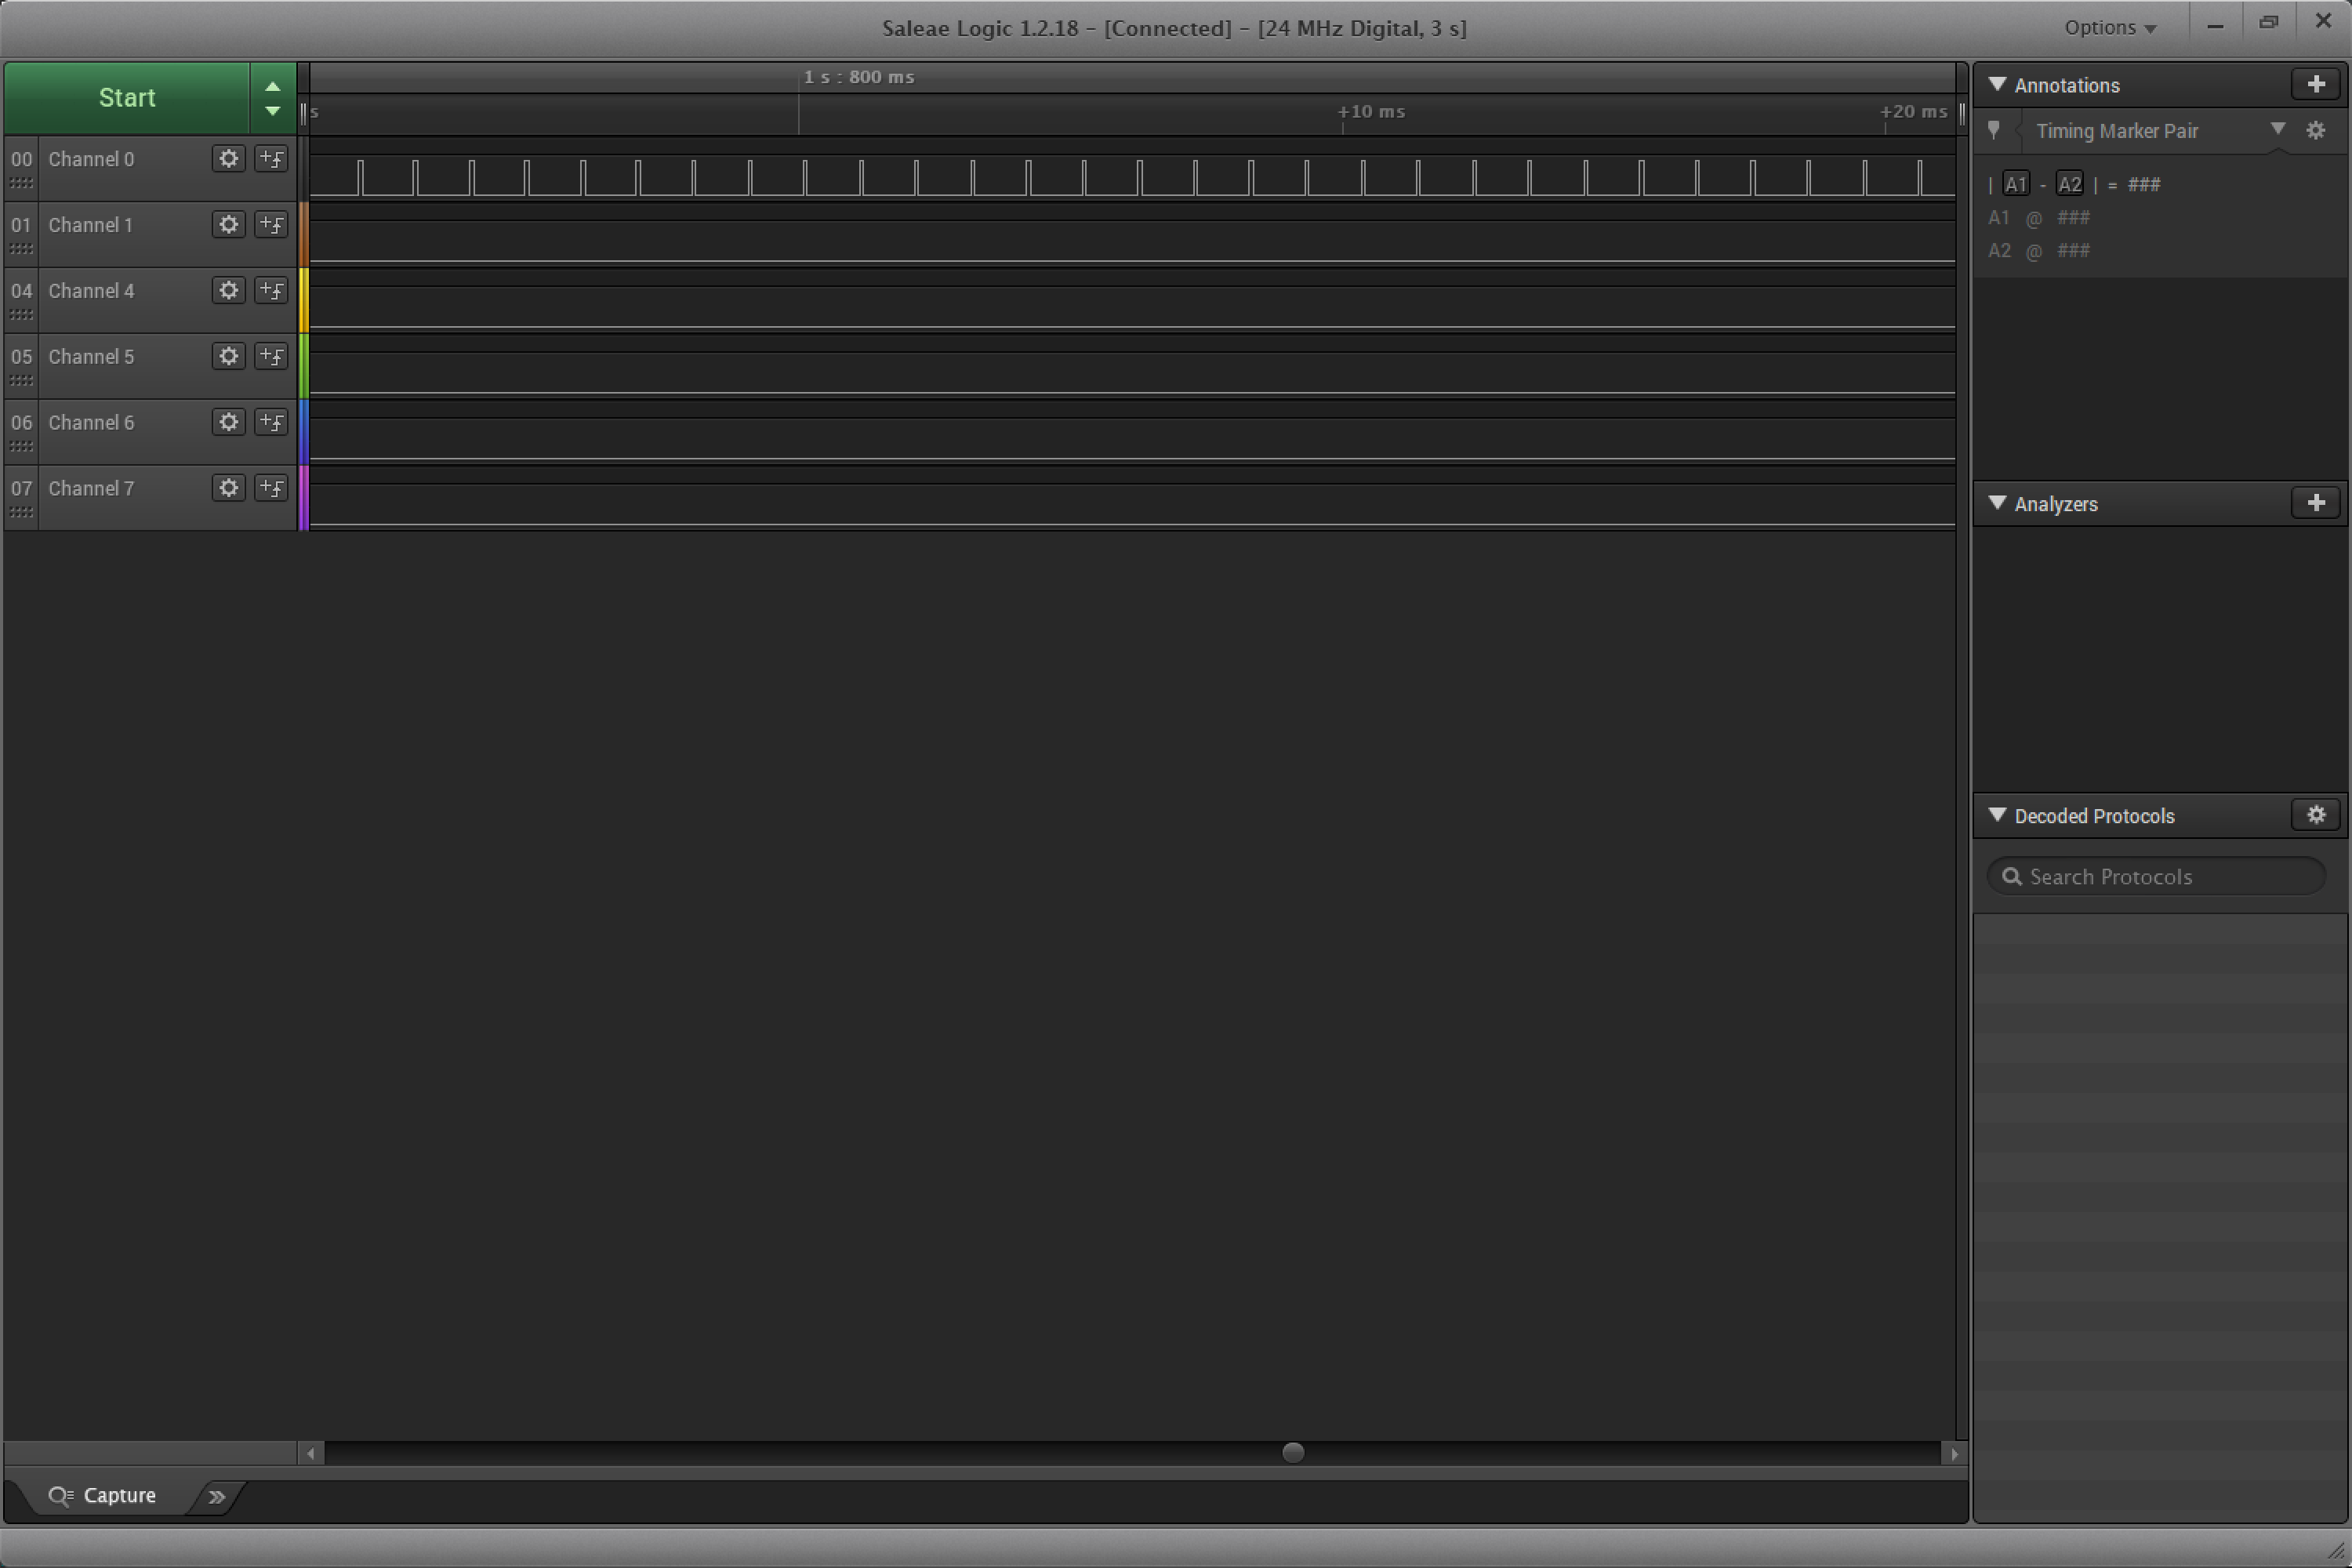 Saleae Logic 1.2.18 - [Connected] - [24 MHz Digital, 3 s]
Options
Start
1 s : 800 ms
s
+10 ms
+20 ms
00 Channel 0
01 Channel 1
04 Channel 4
05 Channel 5
06 Channel 6
07 Channel 7
Annotations
Timing Marker Pair
| A1 - A2 | = ###
A1 @ ###
A2 @ ###
Analyzers
Decoded Protocols
Search Protocols
Capture